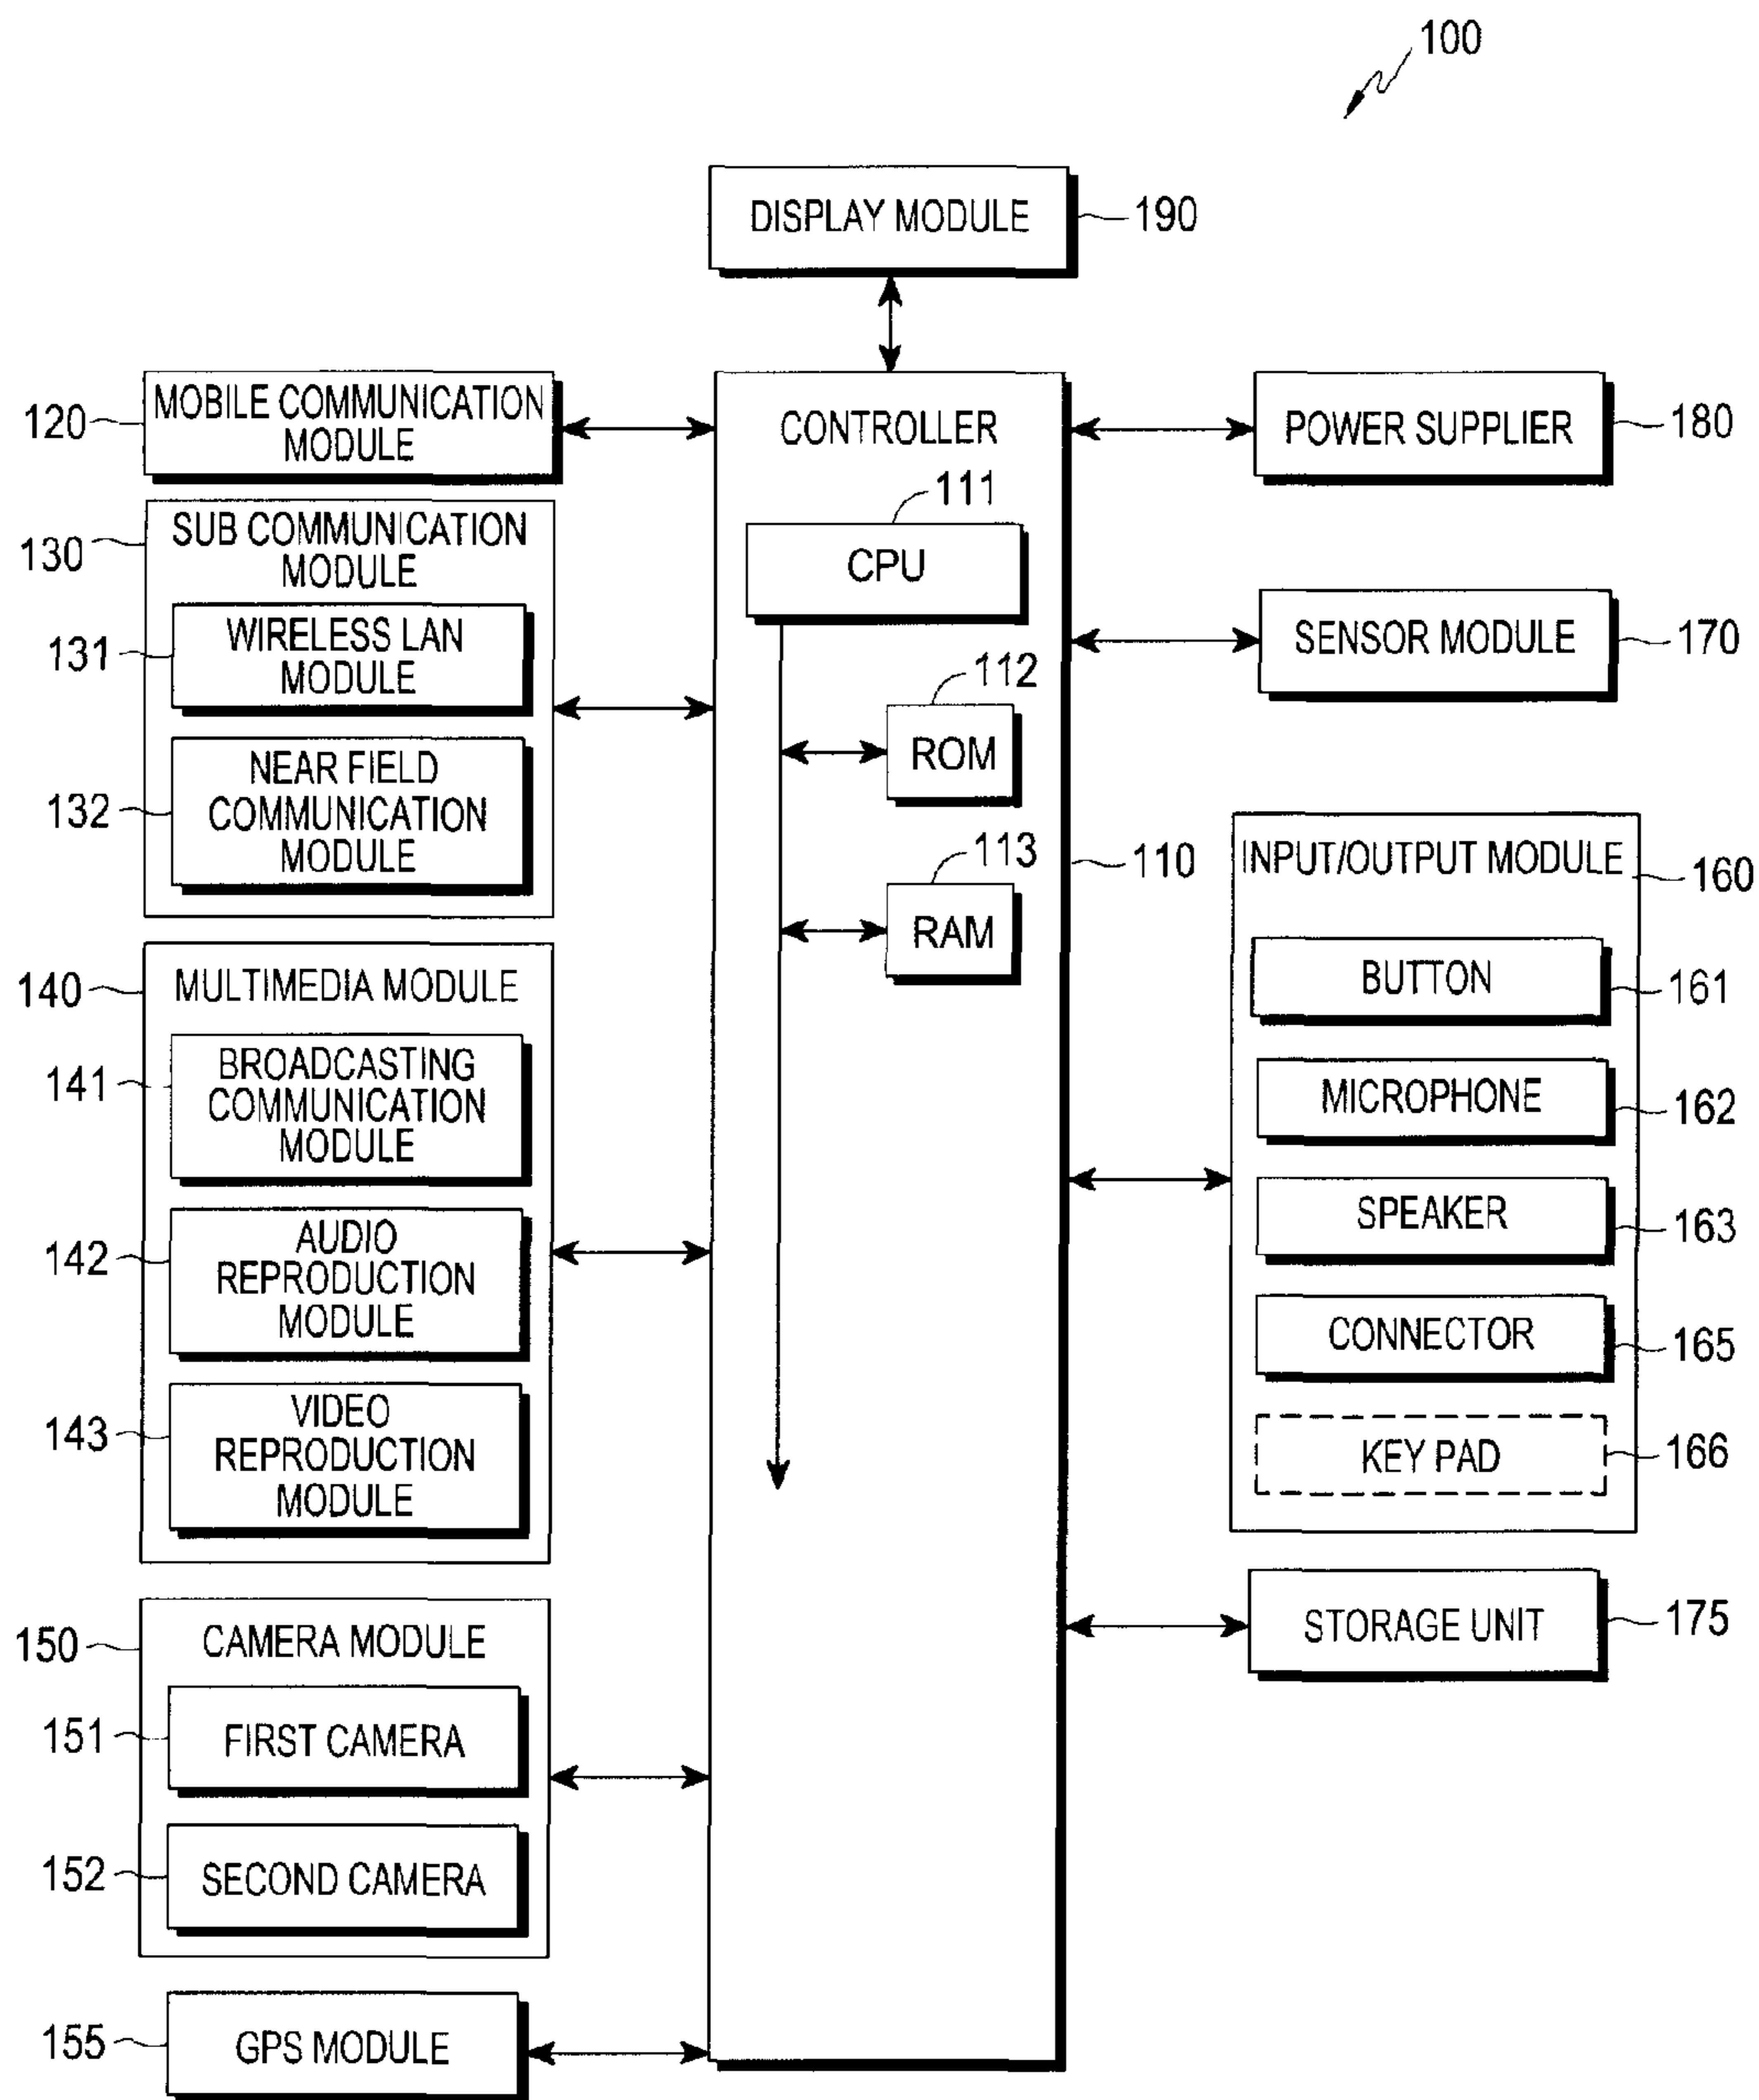 100
DISPLAY MODULE
190
120
MOBILE COMMUNICATION
MODULE
130
SUB COMMUNICATION
MODULE
131
WIRELESS LAN
MODULE
132
NEAR FIELD
COMMUNICATION
MODULE
140
MULTIMEDIA MODULE
141
BROADCASTING
COMMUNICATION
MODULE
142
AUDIO
REPRODUCTION
MODULE
143
VIDEO
REPRODUCTION
MODULE
150
CAMERA MODULE
151
FIRST CAMERA
152
SECOND CAMERA
155
GPS MODULE
CONTROLLER
111
CPU
112
ROM
113
RAM
110
POWER SUPPLIER
180
SENSOR MODULE
170
INPUT/OUTPUT MODULE
160
BUTTON
161
MICROPHONE
162
SPEAKER
163
CONNECTOR
165
KEY PAD
166
STORAGE UNIT
175